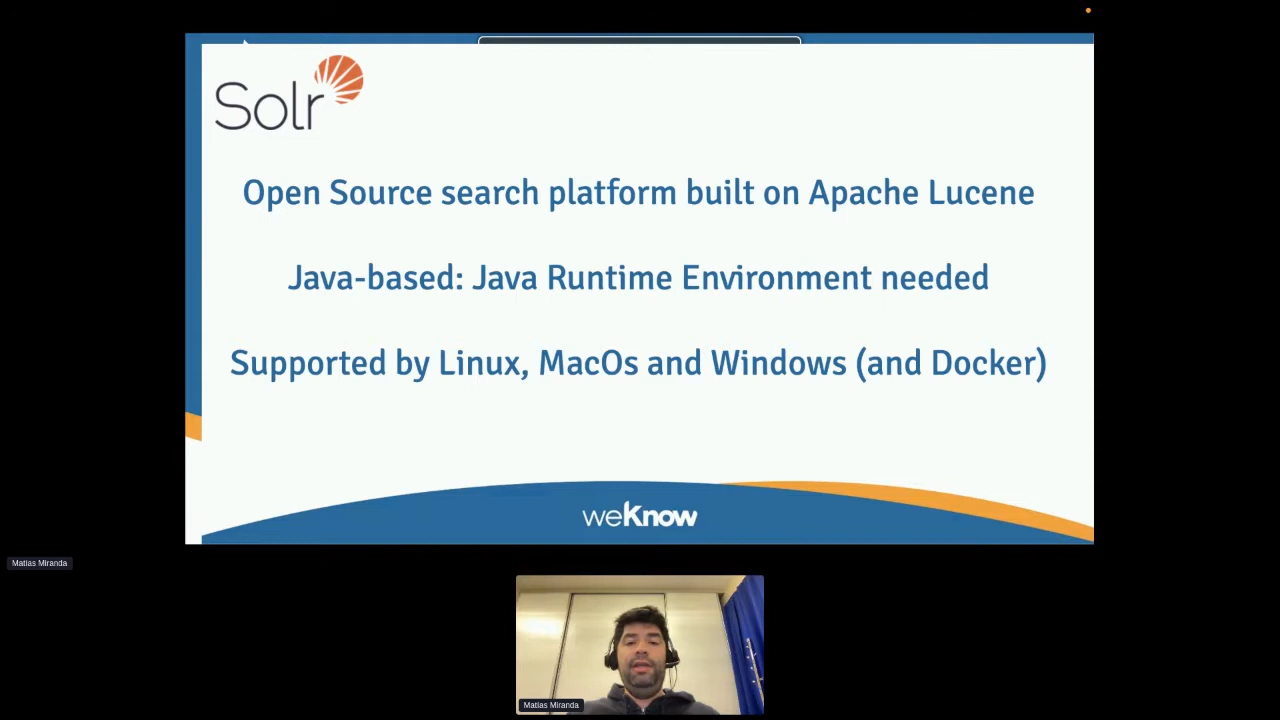 Solr
Open Source search platform built on Apache Lucene
Java-based: Java Runtime Environment needed
Supported by Linux, MacOs and Windows (and Docker)
weKnow
Matias Miranda
Matias Miranda